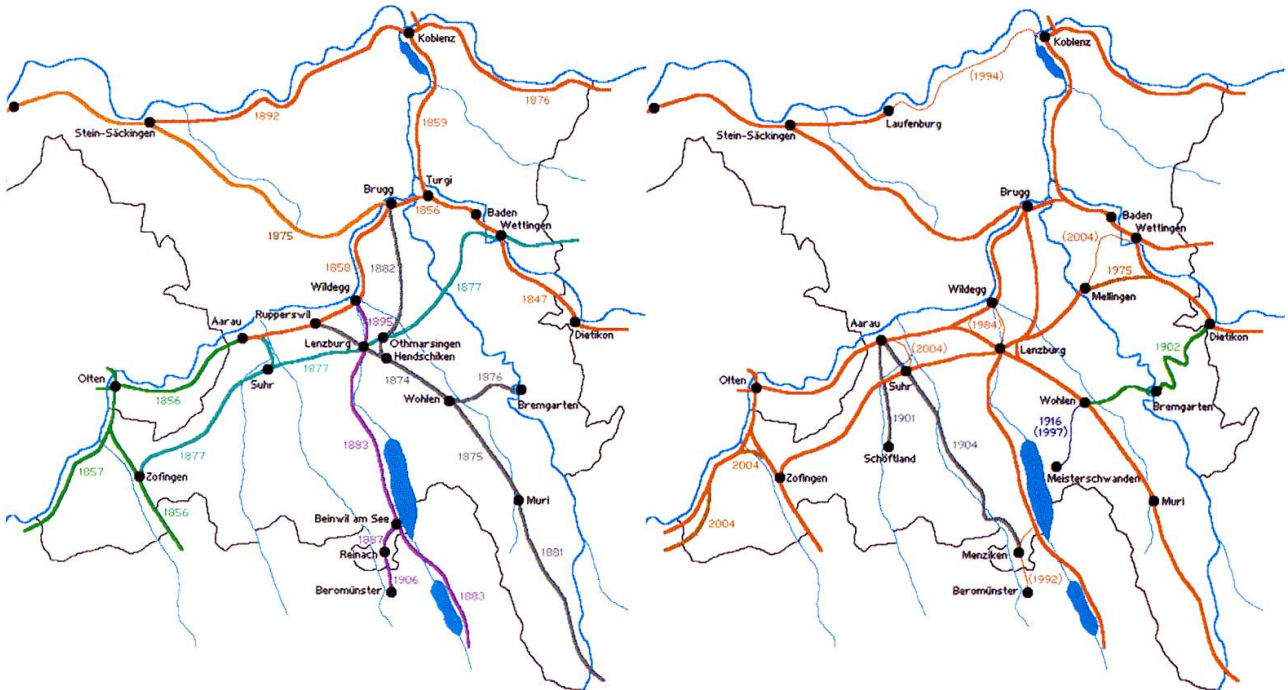 Koblenz
1876
1892
1859
Stein-Säckingen
Turgi
Brugg
1856
Baden
Wettingen
1875
1858
1882
1877
Wildegg
1847
Rupperswil
1895
Aarau
Othmarsingen
Dietikon
Lenzburg
Hendschiken
1877
Suhr
1874
1876
Olten
Bremgarten
1856
Wohlen
1883
1877
1875
1857
Zofingen
Muri
1856
Beinwil am See
1887
Reinach
1881
1906
Beromünster
1883
Koblenz
(1994)
Laufenburg
Stein-Säckingen
Brugg
Baden
Wettingen
(2004)
1975
Mellingen
Wildegg
Aarau
(1984)
Dietikon
(2004)
Lenzburg
1902
Suhr
Olten
Wohlen
Bremgarten
1901
1916
(1997)
1904
Schöftland
2004
Zofingen
Meisterschwanden
Muri
2004
Menziken
(1992)
Beromünster